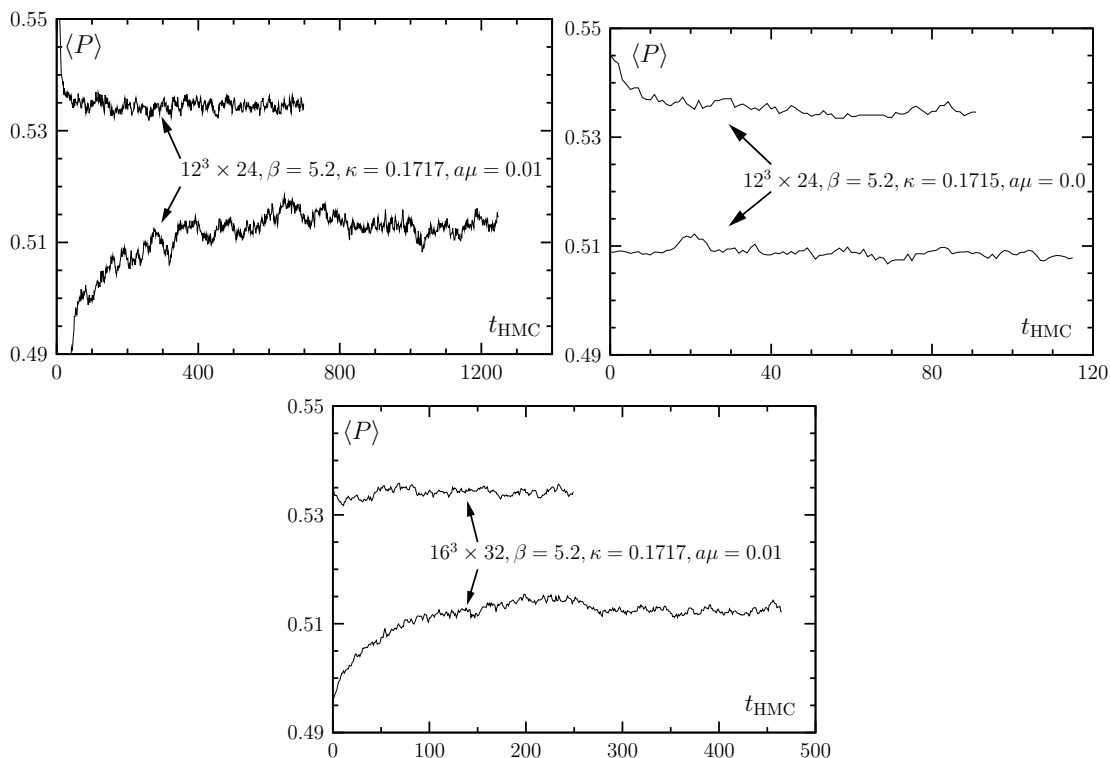 0.55
⟨P⟩
0.53
12³ × 24, β = 5.2, κ = 0.1717, aμ = 0.01
0.51
t_HMC
0.49
0 400 800 1200
0.55
⟨P⟩
0.53
12³ × 24, β = 5.2, κ = 0.1715, aμ = 0.0
0.51
t_HMC
0.49
0 40 80 120
0.55
⟨P⟩
0.53
16³ × 32, β = 5.2, κ = 0.1717, aμ = 0.01
0.51
t_HMC
0.49
0 100 200 300 400 500